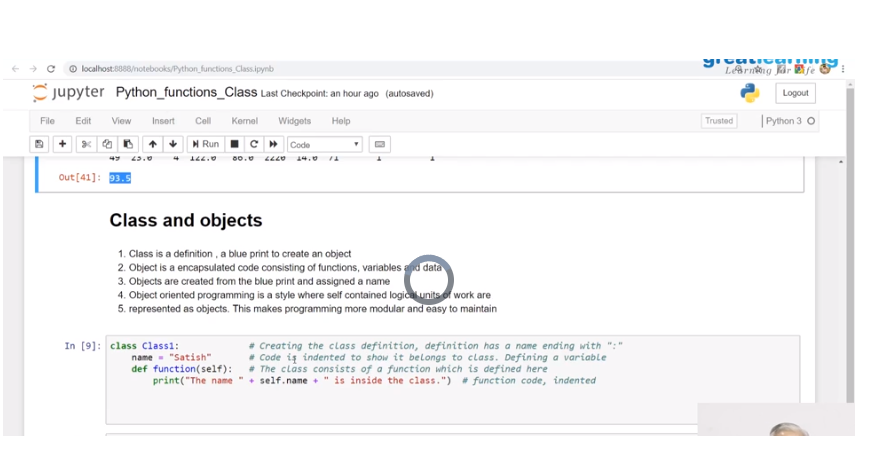 greatlearning
Learning for Life
localhost:8888/notebooks/Python_functions_Class.ipynb
jupyter Python_functions_Class Last Checkpoint: an hour ago (autosaved)
Logout
File Edit View Insert Cell Kernel Widgets Help
Trusted Python 3
Run Code
49 23.0 4 122.0 86.0 2220 14.0 71 1 1
Out[41]: 93.5
Class and objects
1. Class is a definition , a blue print to create an object
2. Object is a encapsulated code consisting of functions, variables and data
3. Objects are created from the blue print and assigned a name
4. Object oriented programming is a style where self contained logical units of work are
5. represented as objects. This makes programming more modular and easy to maintain
In [9]: class Class1: # Creating the class definition, definition has a name ending with ":"
name = "Satish" # Code is indented to show it belongs to class. Defining a variable
def function(self): # The class consists of a function which is defined here
print("The name " + self.name + " is inside the class.") # function code, indented